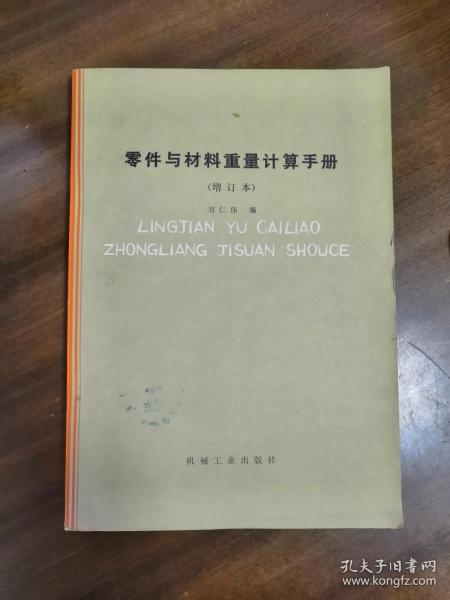 零件与材料重量计算手册
（增订本）
刘仁伟 编
LINGJIAN YU CAILIAO
ZHONGLIANG JISUAN SHOUCE
机械工业出版社
孔夫子旧书网
www.kongfz.com